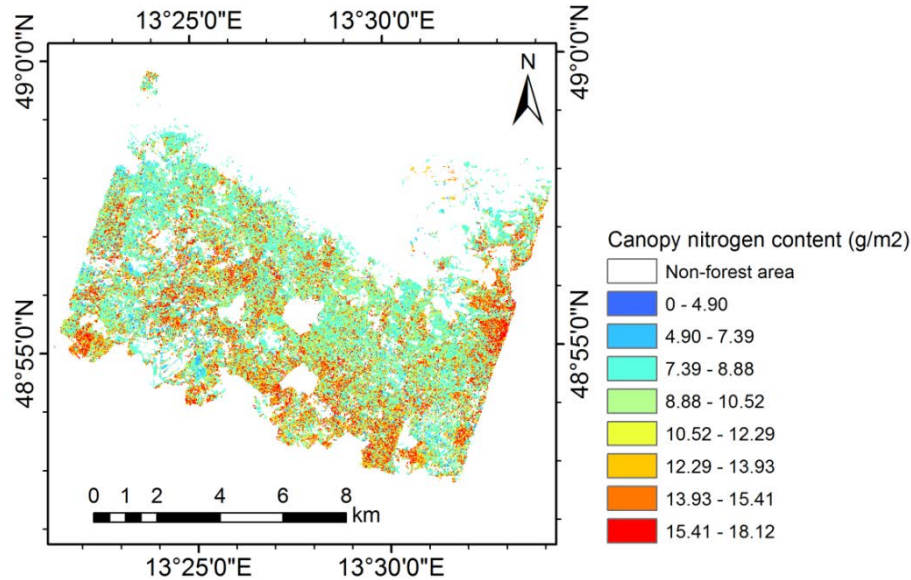 13°25'0"E 13°30'0"E
49°0'0"N
49°0'0"N
N
48°55'0"N
48°55'0"N
Canopy nitrogen content (g/m2)
Non-forest area
0 - 4.90
4.90 - 7.39
7.39 - 8.88
8.88 - 10.52
10.52 - 12.29
12.29 - 13.93
13.93 - 15.41
15.41 - 18.12
0 1 2 4 6 8
km
13°25'0"E 13°30'0"E